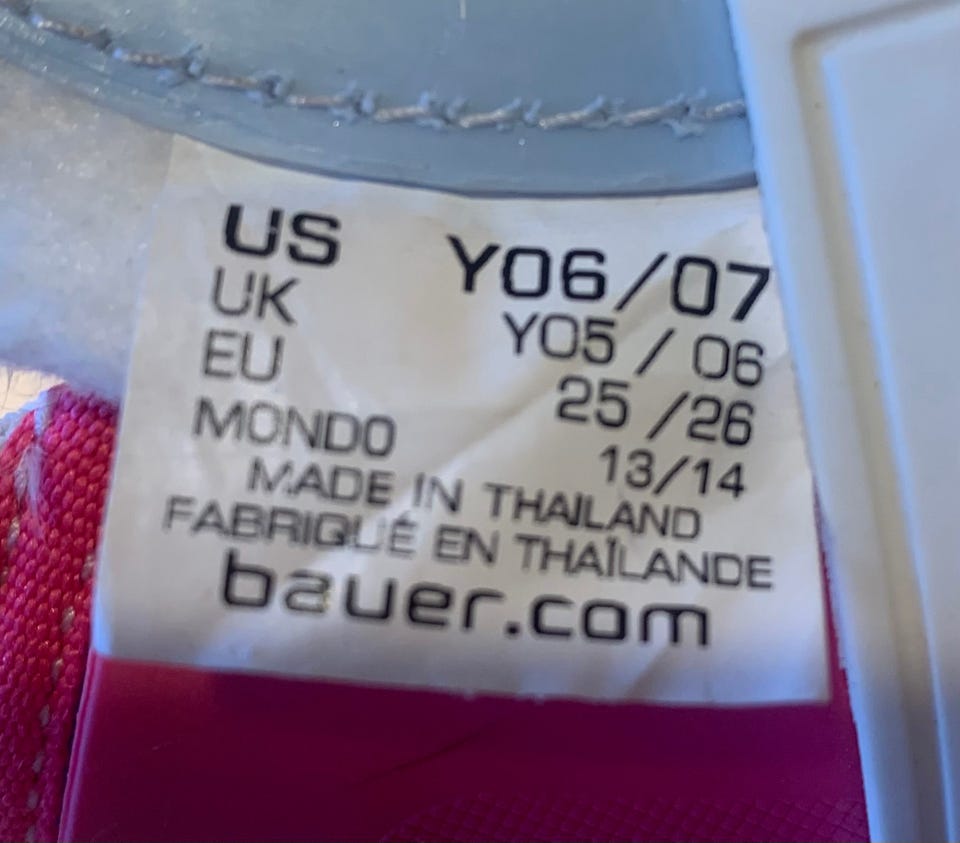 US Y06/07
UK Y05 / 06
EU 25 /26
MONDO 13/14
MADE IN THAILAND
FABRIQUÉ EN THAÏLANDE
bauer.com